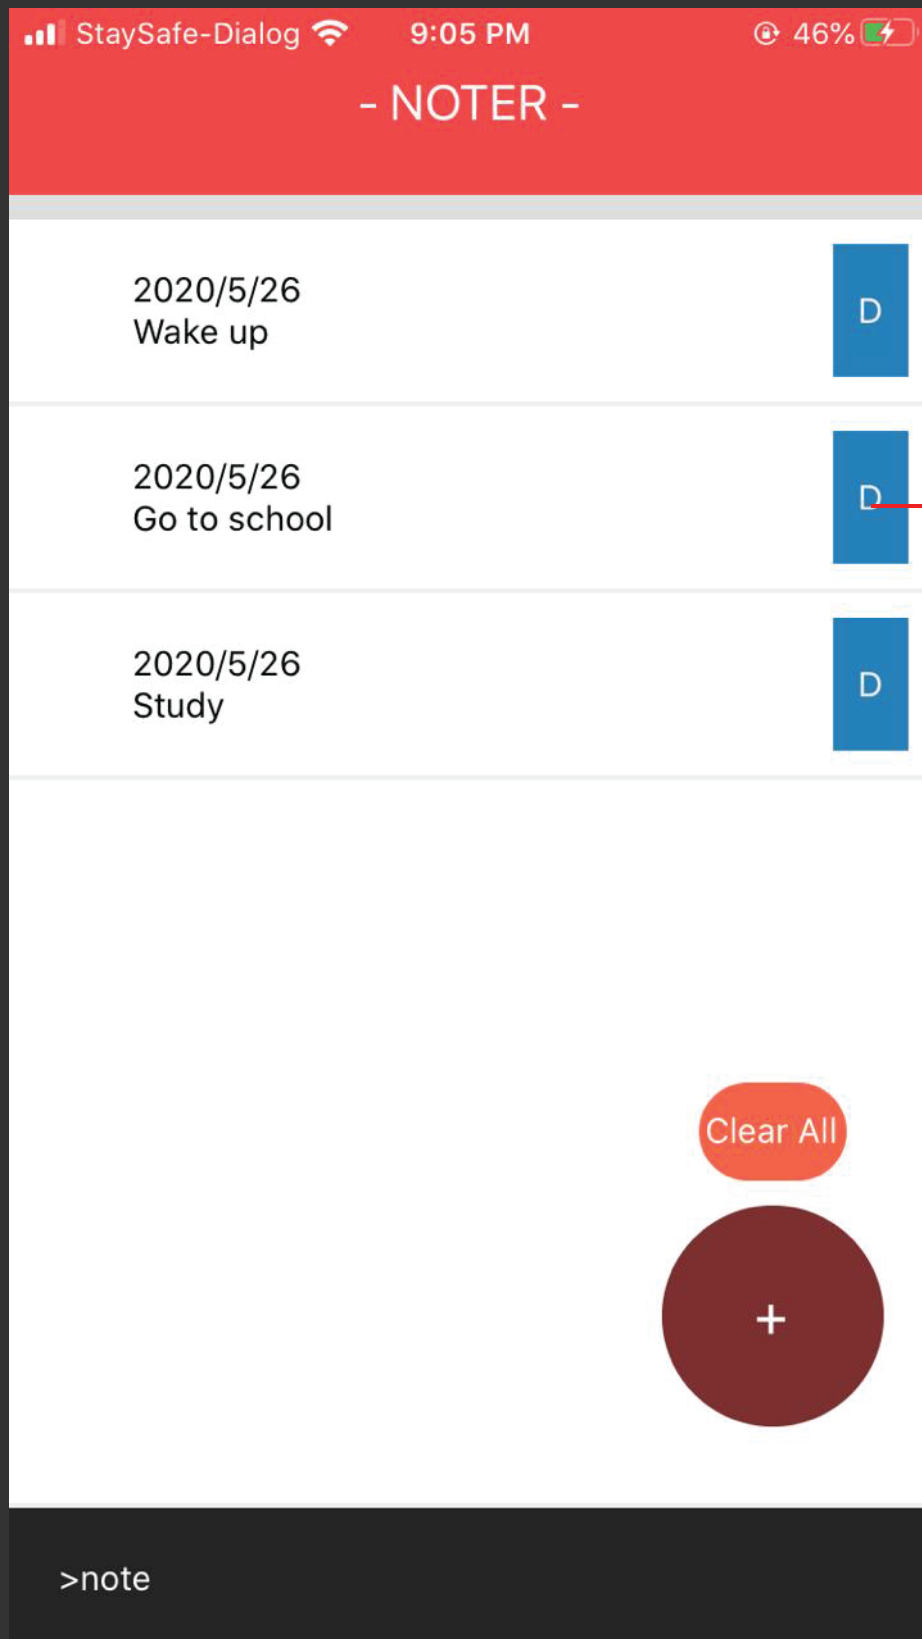 StaySafe-Dialog 9:05 PM 46%
- NOTER -
2020/5/26
Wake up
D
2020/5/26
Go to school
D
2020/5/26
Study
D
Clear All
+
>note